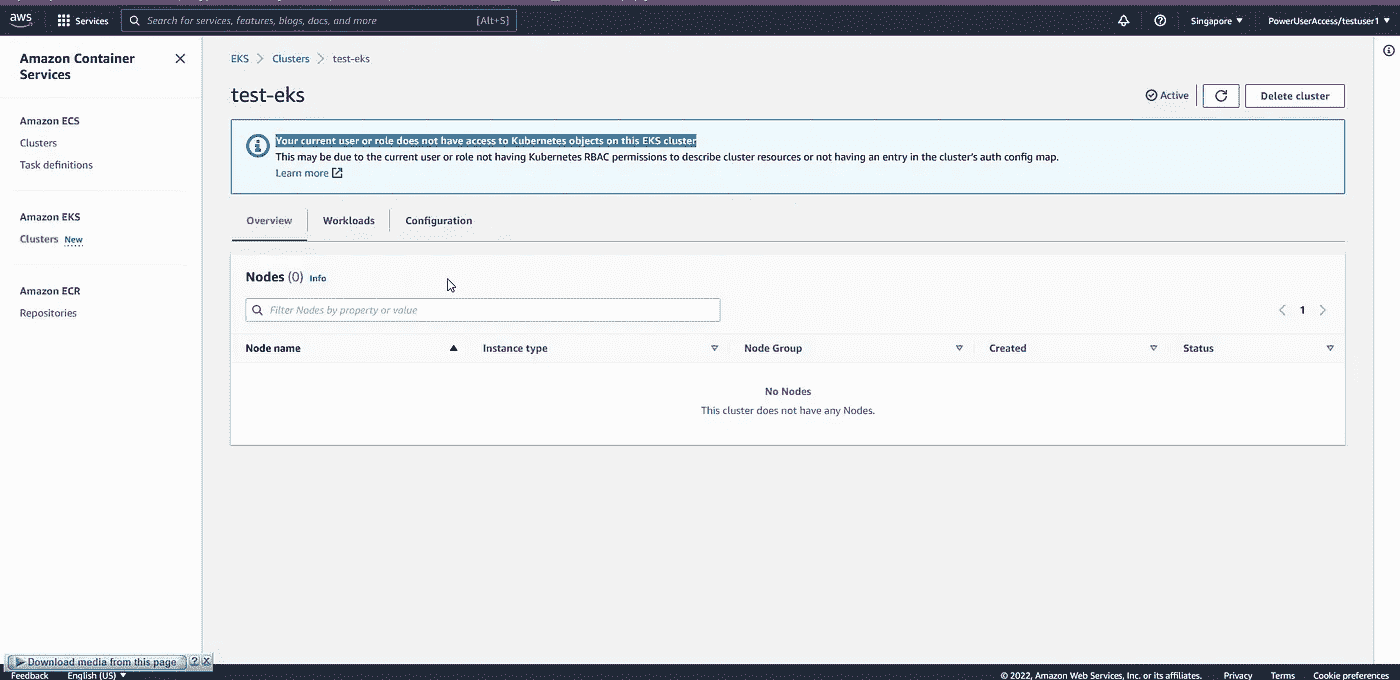 aws Services Search for services, features, blogs, docs, and more [Alt+S] Singapore PowerUserAccess/testuser1
Amazon Container
Services
Amazon ECS
Clusters
Task definitions
Amazon EKS
Clusters New
Amazon ECR
Repositories
EKS Clusters test-eks
test-eks
Active Delete cluster
Your current user or role does not have access to Kubernetes objects on this EKS cluster
This may be due to the current user or role not having Kubernetes RBAC permissions to describe cluster resources or not having an entry in the cluster's auth config map.
Learn more
Overview Workloads Configuration
Nodes (0) Info
Filter Nodes by property or value 1
Node name Instance type Node Group Created Status
No Nodes
This cluster does not have any Nodes.
Download media from this page ? X
Feedback English (US) © 2022, Amazon Web Services, Inc. or its affiliates. Privacy Terms Cookie preferences